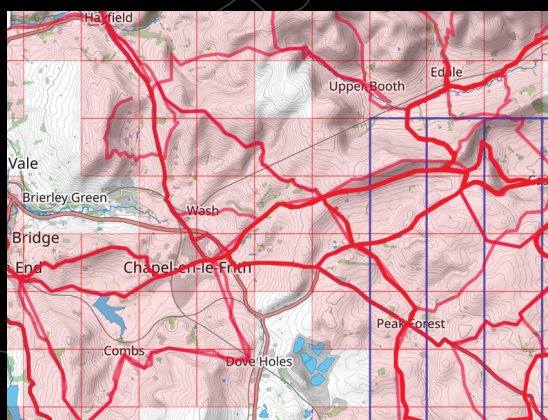 Hayfield
Edale
Upper Booth
Vale
Brierley Green
Wash
Bridge
End
Chapel-en-le-Frith
Peak Forest
Combs
Dove Holes